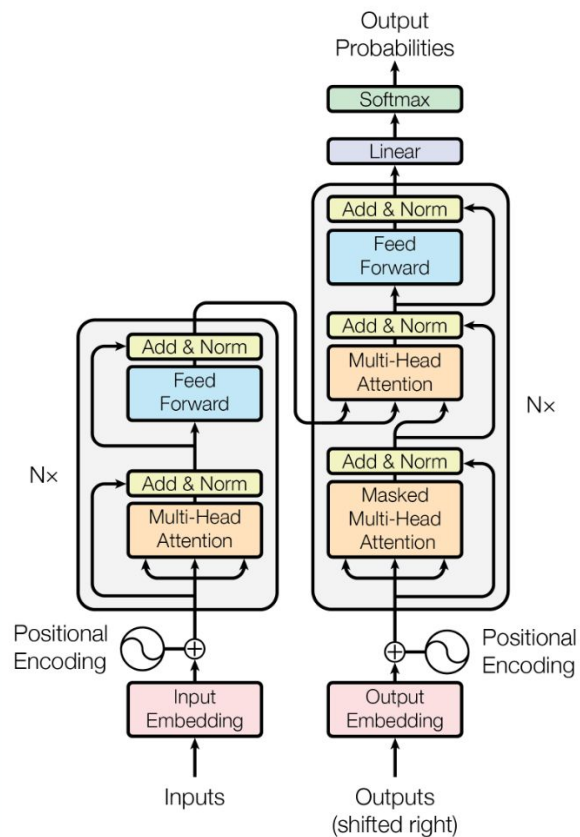 Output
Probabilities
Softmax
Linear
Add & Norm
Feed
Forward
Add & Norm
Multi-Head
Attention
Add & Norm
Masked
Multi-Head
Attention
N×
Add & Norm
Feed
Forward
Add & Norm
Multi-Head
Attention
N×
Positional
Encoding
Positional
Encoding
Input
Embedding
Output
Embedding
Inputs
Outputs
(shifted right)